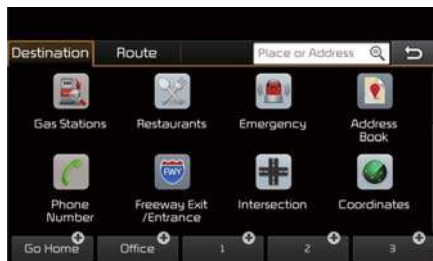 Destination Route Place or Address
Gas Stations Restaurants Emergency Address Book
Phone Number Freeway Exit /Entrance Intersection Coordinates
FWY
Go Home Office 1 2 3